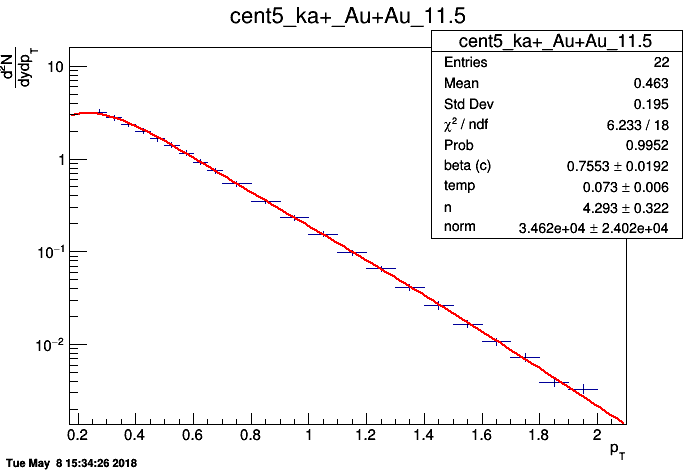 cent5_ka+_Au+Au_11.5
d²N
dydp_T
cent5_ka+_Au+Au_11.5
Entries 22
Mean 0.463
Std Dev 0.195
χ² / ndf 6.233 / 18
Prob 0.9952
beta (c) 0.7553 ± 0.0192
temp 0.073 ± 0.006
n 4.293 ± 0.322
norm 3.462e+04 ± 2.402e+04
10
1
10⁻¹
10⁻²
0.2 0.4 0.6 0.8 1 1.2 1.4 1.6 1.8 2
p_T
Tue May 8 15:34:26 2018